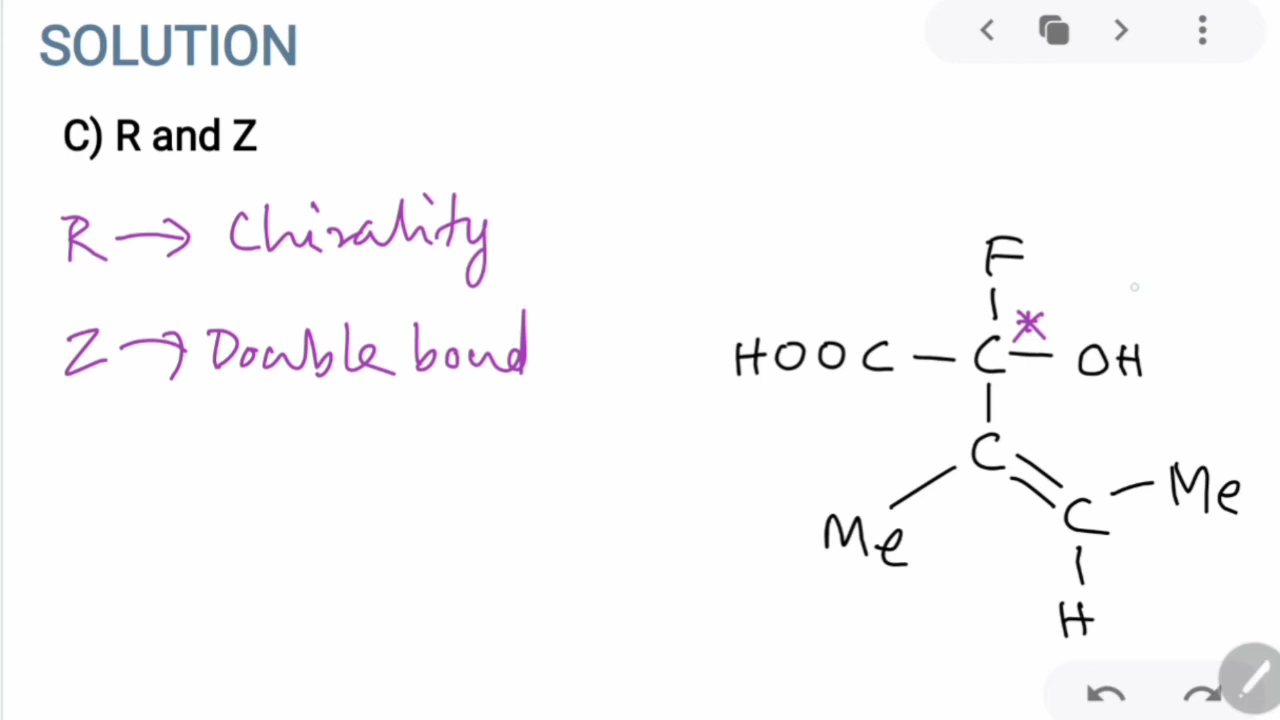 SOLUTION
C) R and Z
R → Chirality
Z → Double bond
F
HOOC — C* — OH
C
Me
C — Me
H